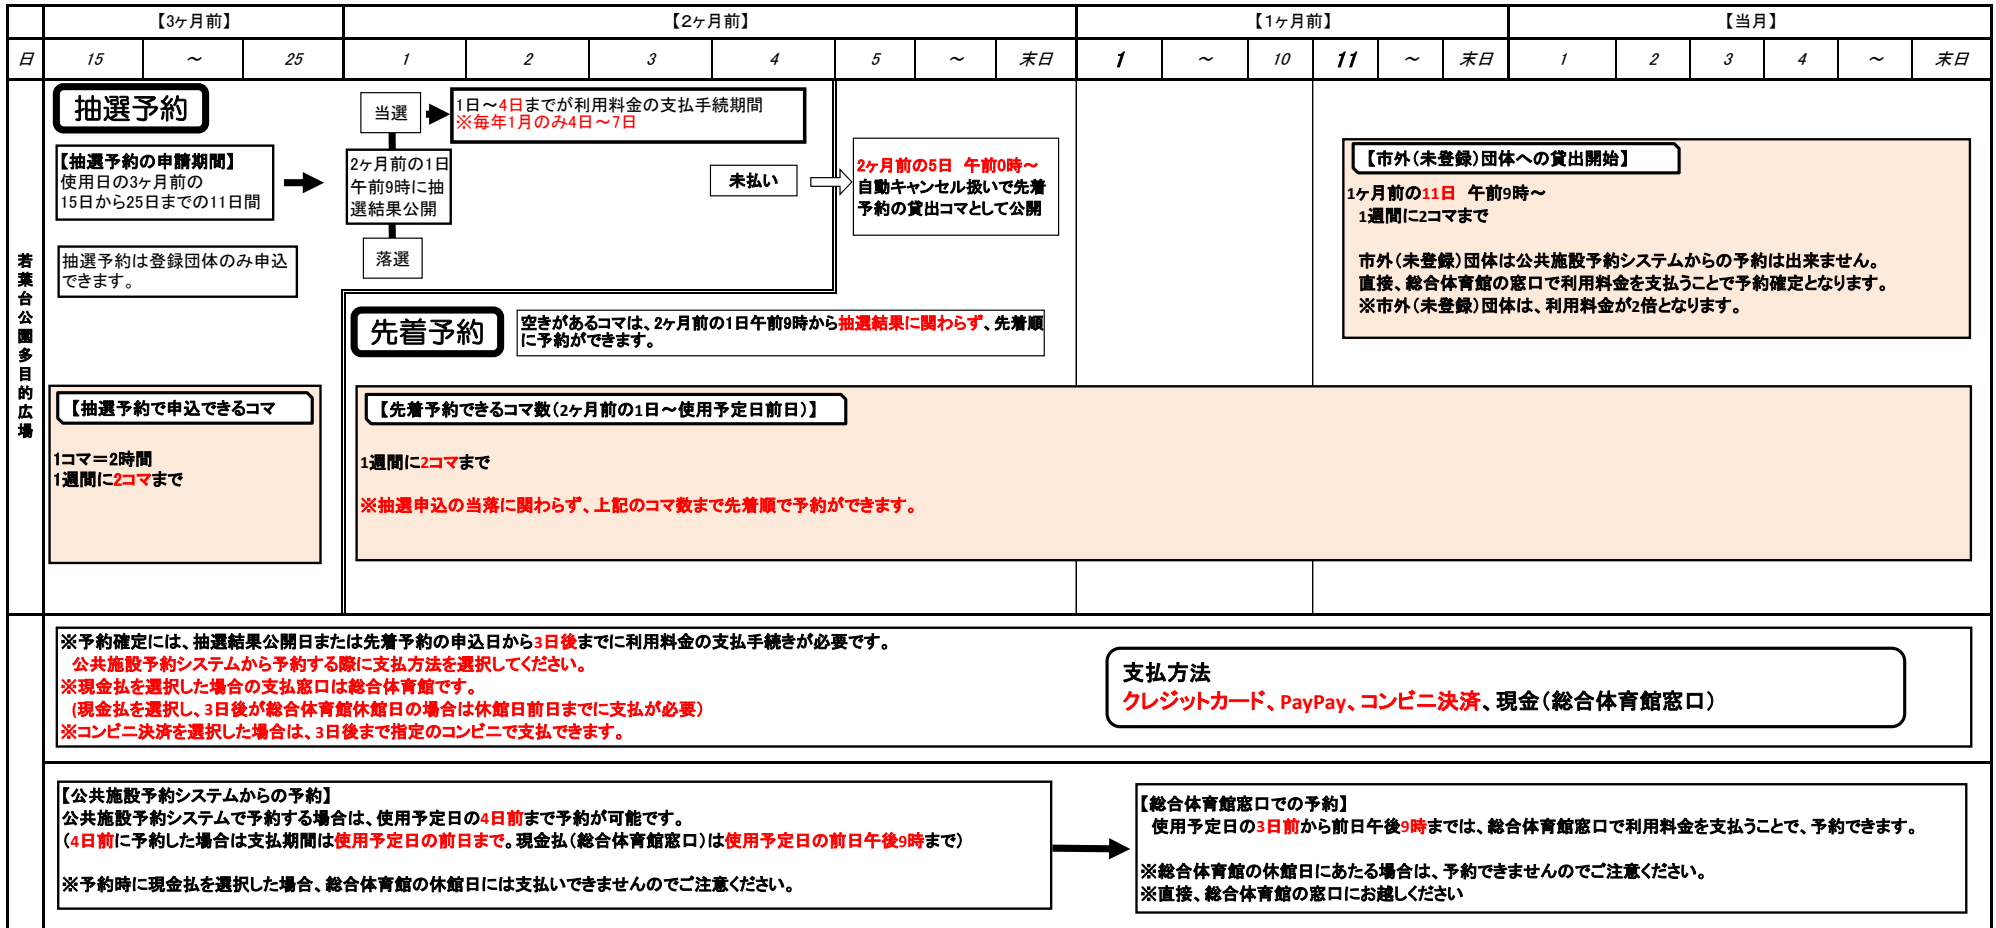 【3ヶ月前】
【2ヶ月前】
【1ヶ月前】
【当月】
日
15
～
25
1
2
3
4
5
～
末日
1
～
10
11
～
末日
1
2
3
4
～
末日
若葉台公園多目的広場
抽選予約
【抽選予約の申請期間】
使用日の3ヶ月前の
15日から25日までの11日間
抽選予約は登録団体のみ申込
できます。
当選
1日～4日までが利用料金の支払手続期間
※毎年1月のみ4日～7日
2ヶ月前の1日
午前9時に抽
選結果公開
落選
未払い
2ヶ月前の5日 午前0時～
自動キャンセル扱いで先着
予約の貸出コマとして公開
【市外(未登録)団体への貸出開始】
1ヶ月前の11日 午前9時～
1週間に2コマまで
市外(未登録)団体は公共施設予約システムからの予約は出来ません。
直接、総合体育館の窓口で利用料金を支払うことで予約確定となります。
※市外(未登録)団体は、利用料金が2倍となります。
先着予約
空きがあるコマは、2ヶ月前の1日午前9時から抽選結果に関わらず、先着順
に予約ができます。
【抽選予約で申込できるコマ
1コマ＝2時間
1週間に2コマまで
【先着予約できるコマ数(2ヶ月前の1日～使用予定日前日)】
1週間に2コマまで
※抽選申込の当落に関わらず、上記のコマ数まで先着順で予約ができます。
※予約確定には、抽選結果公開日または先着予約の申込日から3日後までに利用料金の支払手続きが必要です。
公共施設予約システムから予約する際に支払方法を選択してください。
※現金払を選択した場合の支払窓口は総合体育館です。
(現金払を選択し、3日後が総合体育館休館日の場合は休館日前日までに支払が必要)
※コンビニ決済を選択した場合は、3日後まで指定のコンビニで支払できます。
支払方法
クレジットカード、PayPay、コンビニ決済、現金(総合体育館窓口)
【公共施設予約システムからの予約】
公共施設予約システムで予約する場合は、使用予定日の4日前まで予約が可能です。
(4日前に予約した場合は支払期間は使用予定日の前日まで。現金払(総合体育館窓口)は使用予定日の前日午後9時まで)
※予約時に現金払を選択した場合、総合体育館の休館日には支払いできませんのでご注意ください。
【総合体育館窓口での予約】
使用予定日の3日前から前日午後9時までは、総合体育館窓口で利用料金を支払うことで、予約できます。
※総合体育館の休館日にあたる場合は、予約できませんのでご注意ください。
※直接、総合体育館の窓口にお越しください